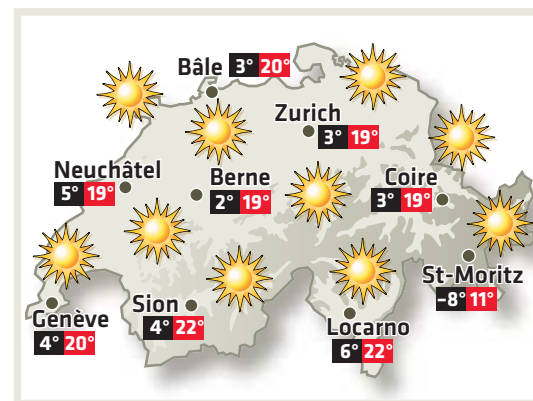 Bâle 3° 20°
Zurich
3° 19°
Neuchâtel
5° 19°
Berne
2° 19°
Coire
3° 19°
St-Moritz
–8° 11°
Sion
4° 22°
Genève
4° 20°
Locarno
6° 22°